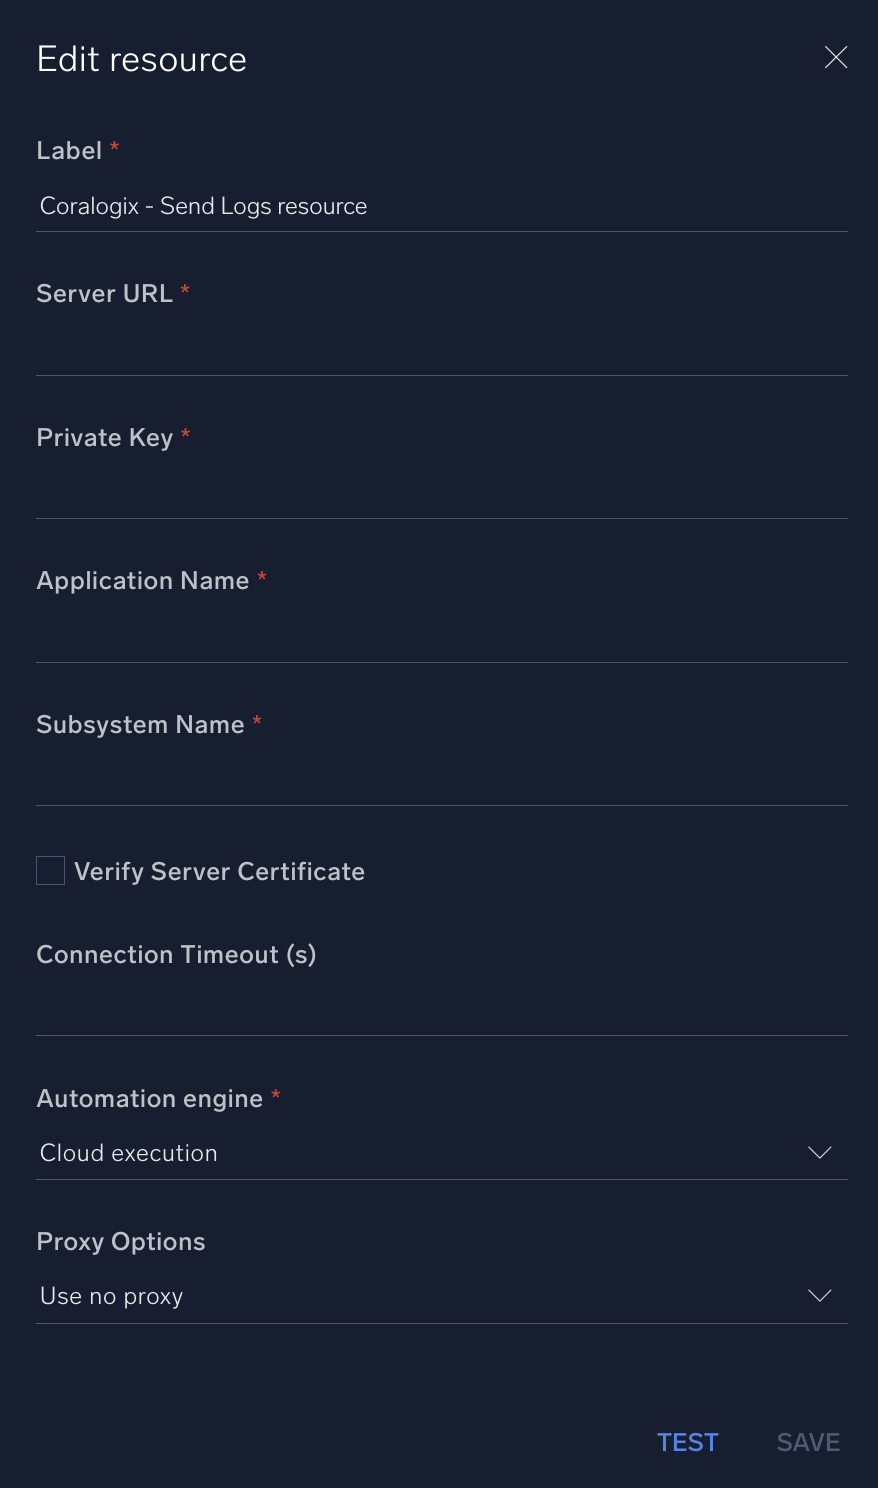 Edit resource
Label *
Coralogix - Send Logs resource
Server URL *
Private Key *
Application Name *
Subsystem Name *
Verify Server Certificate
Connection Timeout (s)
Automation engine *
Cloud execution
Proxy Options
Use no proxy
TEST SAVE